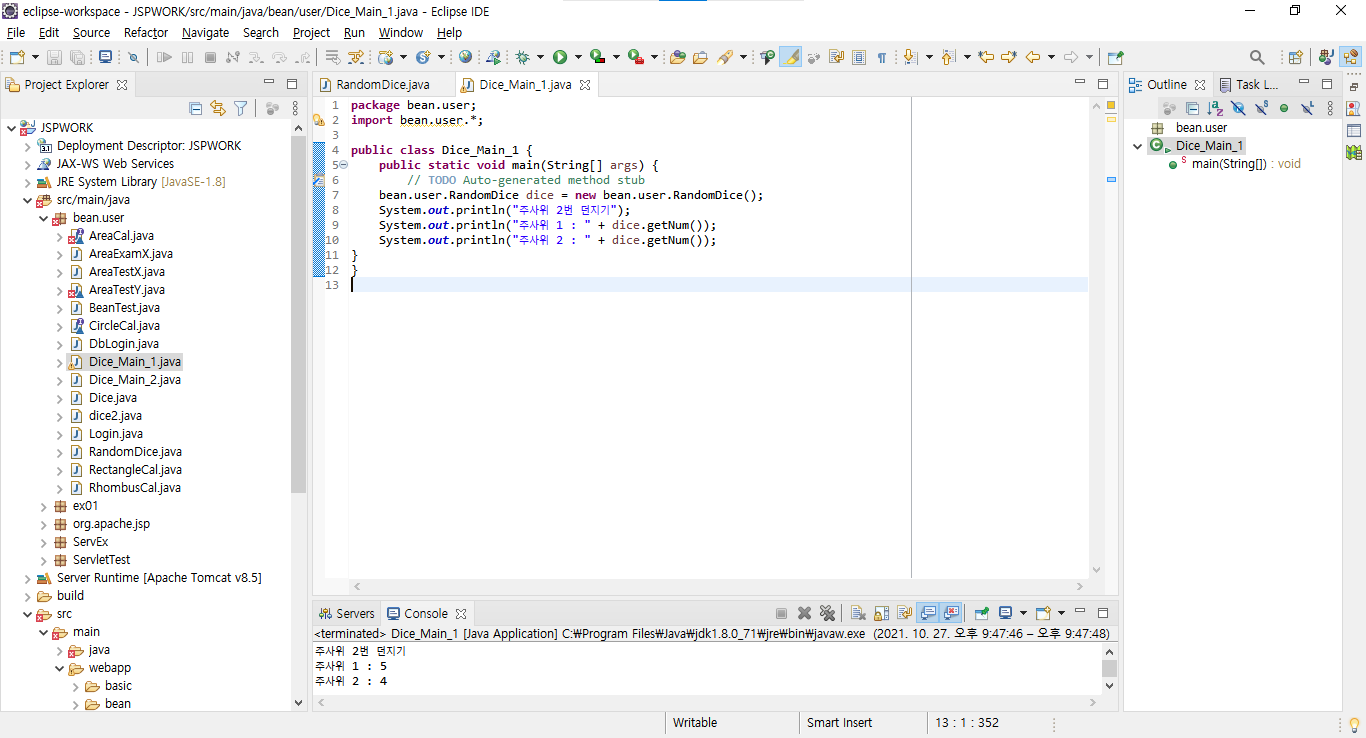 eclipse-workspace - JSPWORK/src/main/java/bean/user/Dice_Main_1.java - Eclipse IDE
File Edit Source Refactor Navigate Search Project Run Window Help
Project Explorer
JSPWORK
Deployment Descriptor: JSPWORK
JAX-WS Web Services
JRE System Library [JavaSE-1.8]
src/main/java
bean.user
AreaCal.java
AreaExamX.java
AreaTestX.java
AreaTestY.java
BeanTest.java
CircleCal.java
DbLogin.java
Dice_Main_1.java
Dice_Main_2.java
Dice.java
dice2.java
Login.java
RandomDice.java
RectangleCal.java
RhombusCal.java
ex01
org.apache.jsp
ServEx
ServletTest
Server Runtime [Apache Tomcat v8.5]
build
src
main
java
webapp
basic
bean
RandomDice.java Dice_Main_1.java
1 package bean.user;
2 import bean.user.*;
3
4 public class Dice_Main_1 {
5 public static void main(String[] args) {
6 // TODO Auto-generated method stub
7 bean.user.RandomDice dice = new bean.user.RandomDice();
8 System.out.println("주사위 2번 던지기");
9 System.out.println("주사위 1 : " + dice.getNum());
10 System.out.println("주사위 2 : " + dice.getNum());
11 }
12 }
13
Servers Console
<terminated> Dice_Main_1 [Java Application] C:₩Program Files₩Java₩jdk1.8.0_71₩jre₩bin₩javaw.exe (2021. 10. 27. 오후 9:47:46 – 오후 9:47:48)
주사위 2번 던지기
주사위 1 : 5
주사위 2 : 4
Outline Task L...
bean.user
Dice_Main_1
main(String[]) : void
Writable Smart Insert 13 : 1 : 352